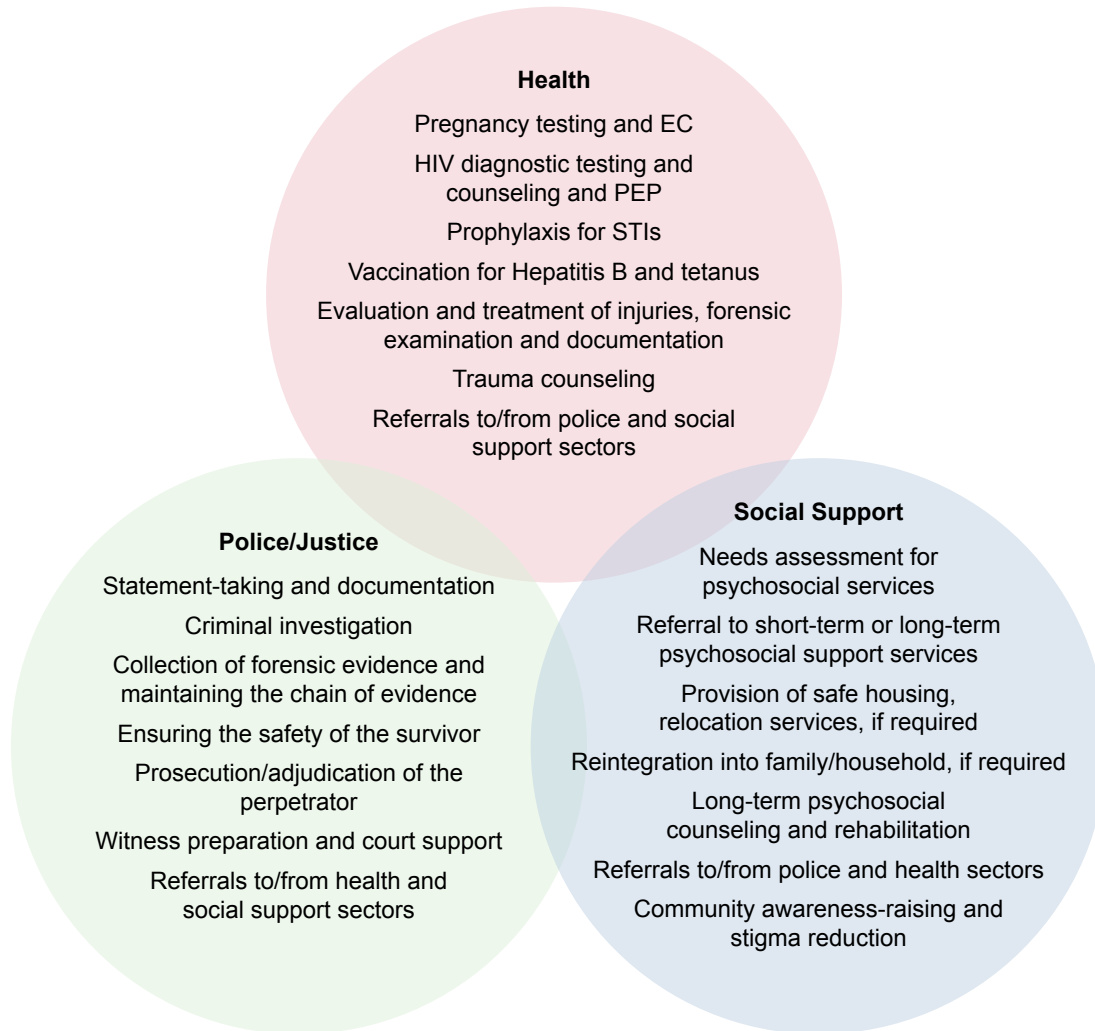 Health
Pregnancy testing and EC
HIV diagnostic testing and
counseling and PEP
Prophylaxis for STIs
Vaccination for Hepatitis B and tetanus
Evaluation and treatment of injuries, forensic
examination and documentation
Trauma counseling
Referrals to/from police and social
support sectors
Police/Justice
Statement-taking and documentation
Criminal investigation
Collection of forensic evidence and
maintaining the chain of evidence
Ensuring the safety of the survivor
Prosecution/adjudication of the
perpetrator
Witness preparation and court support
Referrals to/from health and
social support sectors
Social Support
Needs assessment for
psychosocial services
Referral to short-term or long-term
psychosocial support services
Provision of safe housing,
relocation services, if required
Reintegration into family/household, if required
Long-term psychosocial
counseling and rehabilitation
Referrals to/from police and health sectors
Community awareness-raising and
stigma reduction